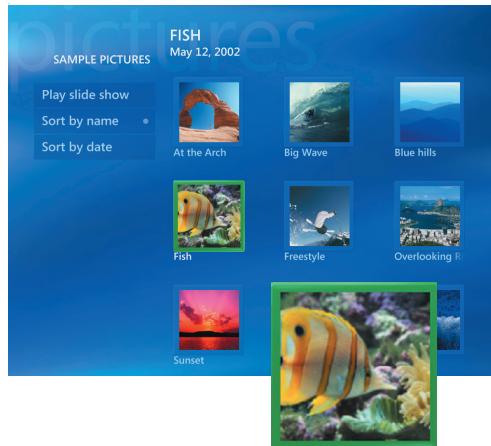 pictures
FISH
May 12, 2002
SAMPLE PICTURES
Play slide show
Sort by name
Sort by date
At the Arch
Big Wave
Blue hills
Fish
Freestyle
Overlooking R
Sunset